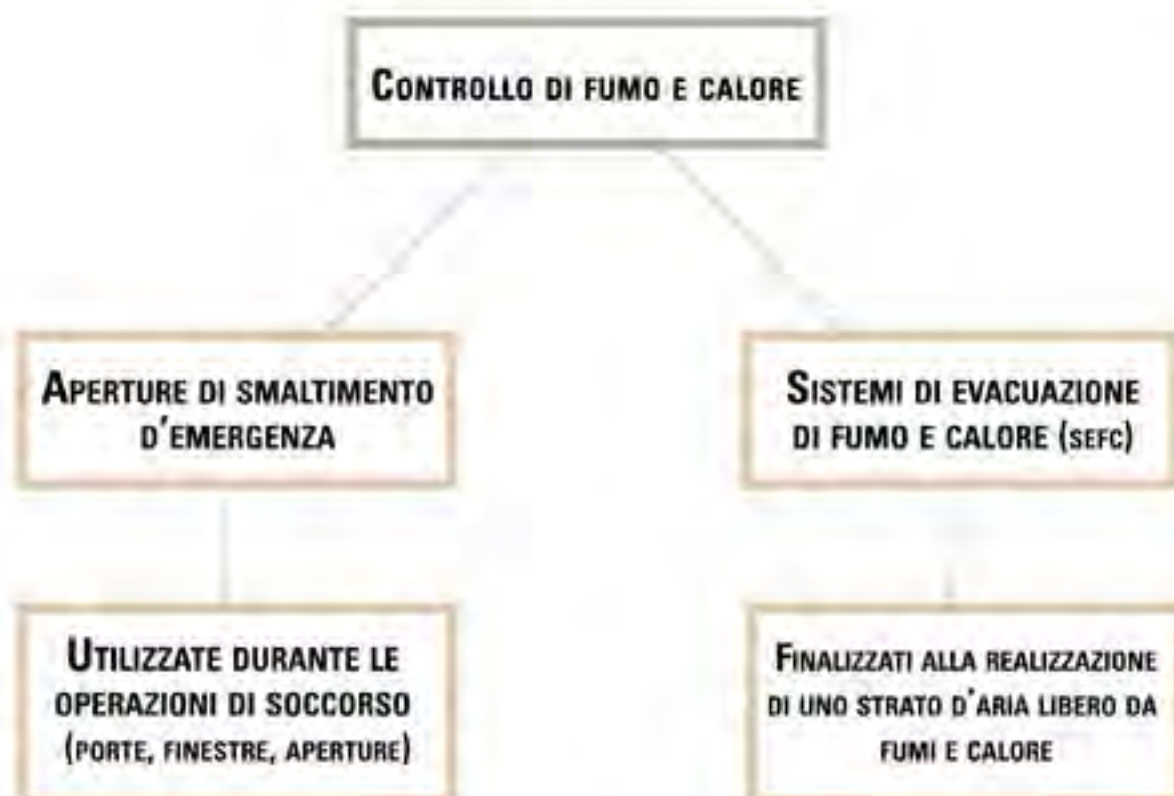 CONTROLLO DI FUMO E CALORE
APERTURE DI SMALTIMENTO
D'EMERGENZA
SISTEMI DI EVACUAZIONE
DI FUMO E CALORE (SEFC)
UTILIZZATE DURANTE LE
OPERAZIONI DI SOCCORSO
(PORTE, FINESTRE, APERTURE)
FINALIZZATI ALLA REALIZZAZIONE
DI UNO STRATO D'ARIA LIBERO DA
FUMI E CALORE